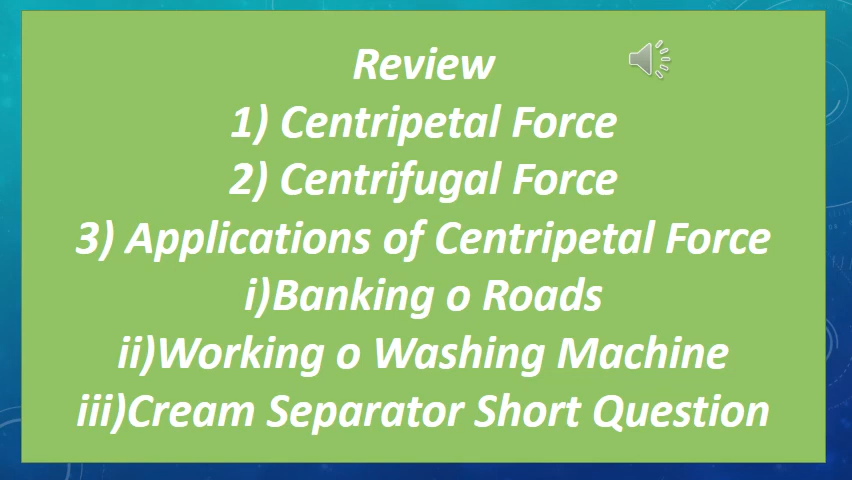 Review
1) Centripetal Force
2) Centrifugal Force
3) Applications of Centripetal Force
i)Banking o Roads
ii)Working o Washing Machine
iii)Cream Separator Short Question